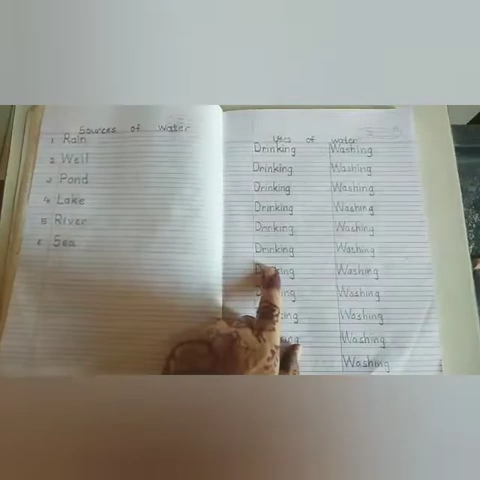 Sources of water
1 Rain
2 Well
3 Pond
4 Lake
5 River
6 Sea
Uses of water
Drinking Washing
Drinking Washing
Drinking Washing
Drinking Washing
Drinking Washing
Drinking Washing
Washing
Washing
Washing
Washing
Washing